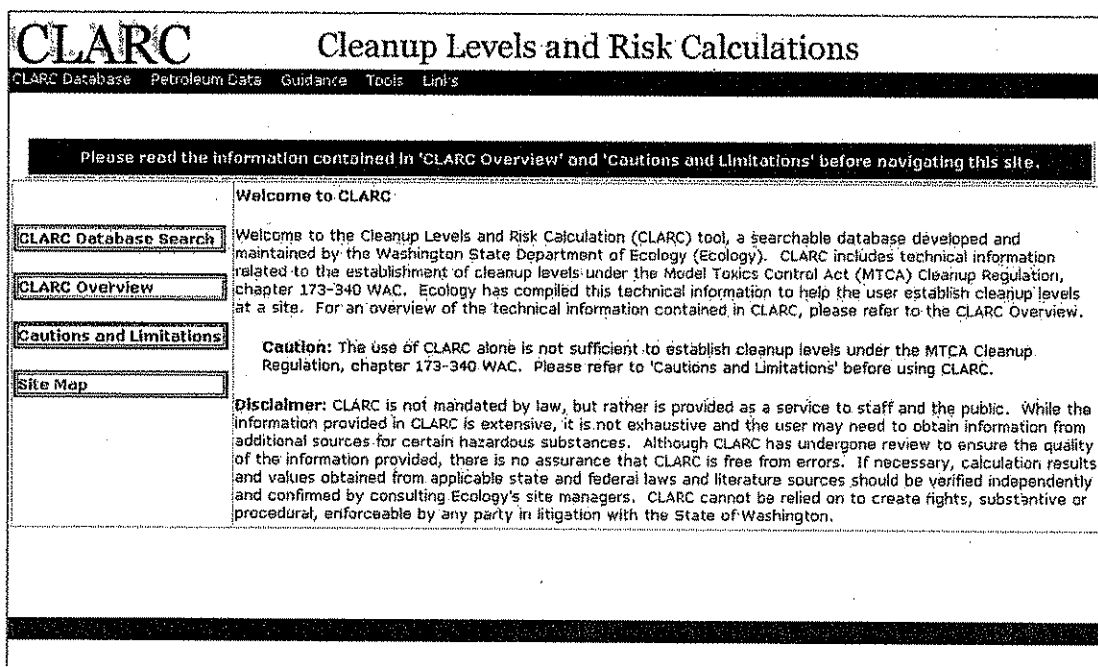 CLARC Cleanup Levels and Risk Calculations
CLARC Database Petroleum Data Guidance Tools Links
Please read the information contained in 'CLARC Overview' and 'Cautions and Limitations' before navigating this site.
Welcome to CLARC
CLARC Database Search
CLARC Overview
Cautions and Limitations
Site Map
Welcome to the Cleanup Levels and Risk Calculation (CLARC) tool, a searchable database developed and
maintained by the Washington State Department of Ecology (Ecology). CLARC includes technical information
related to the establishment of cleanup levels under the Model Toxics Control Act (MTCA) Cleanup Regulation,
chapter 173-340 WAC. Ecology has compiled this technical information to help the user establish cleanup levels
at a site. For an overview of the technical information contained in CLARC, please refer to the CLARC Overview.
Caution: The use of CLARC alone is not sufficient to establish cleanup levels under the MTCA Cleanup
Regulation, chapter 173-340 WAC. Please refer to 'Cautions and Limitations' before using CLARC.
Disclaimer: CLARC is not mandated by law, but rather is provided as a service to staff and the public. While the
information provided in CLARC is extensive, it is not exhaustive and the user may need to obtain information from
additional sources for certain hazardous substances. Although CLARC has undergone review to ensure the quality
of the information provided, there is no assurance that CLARC is free from errors. If necessary, calculation results
and values obtained from applicable state and federal laws and literature sources should be verified independently
and confirmed by consulting Ecology's site managers. CLARC cannot be relied on to create rights, substantive or
procedural, enforceable by any party in litigation with the State of Washington.